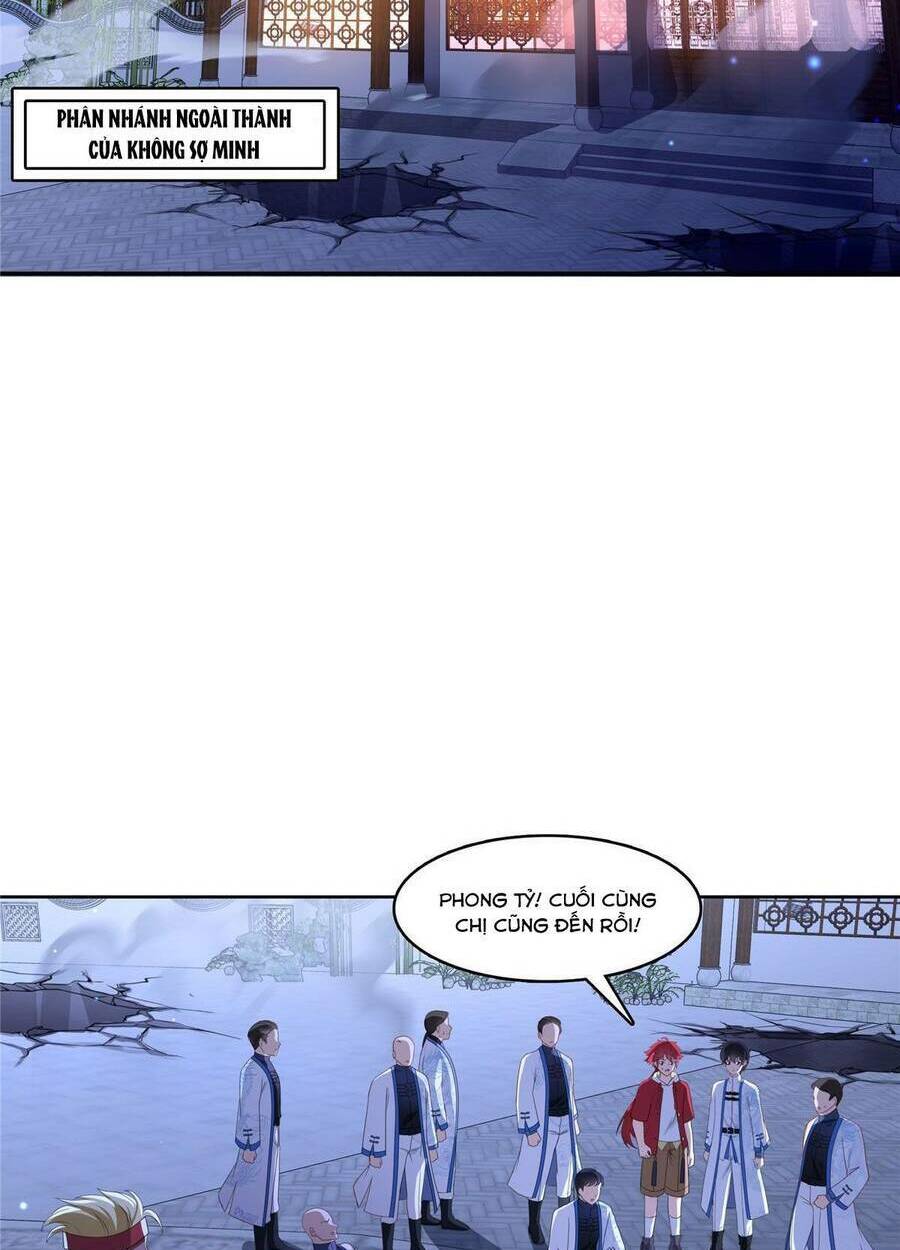 PHÂN NHÁNH NGOÀI THÀNH
CỦA KHÔNG SỢ MINH
PHONG TỶ! CUỐI CÙNG
CHỊ CŨNG ĐẾN RỒI!